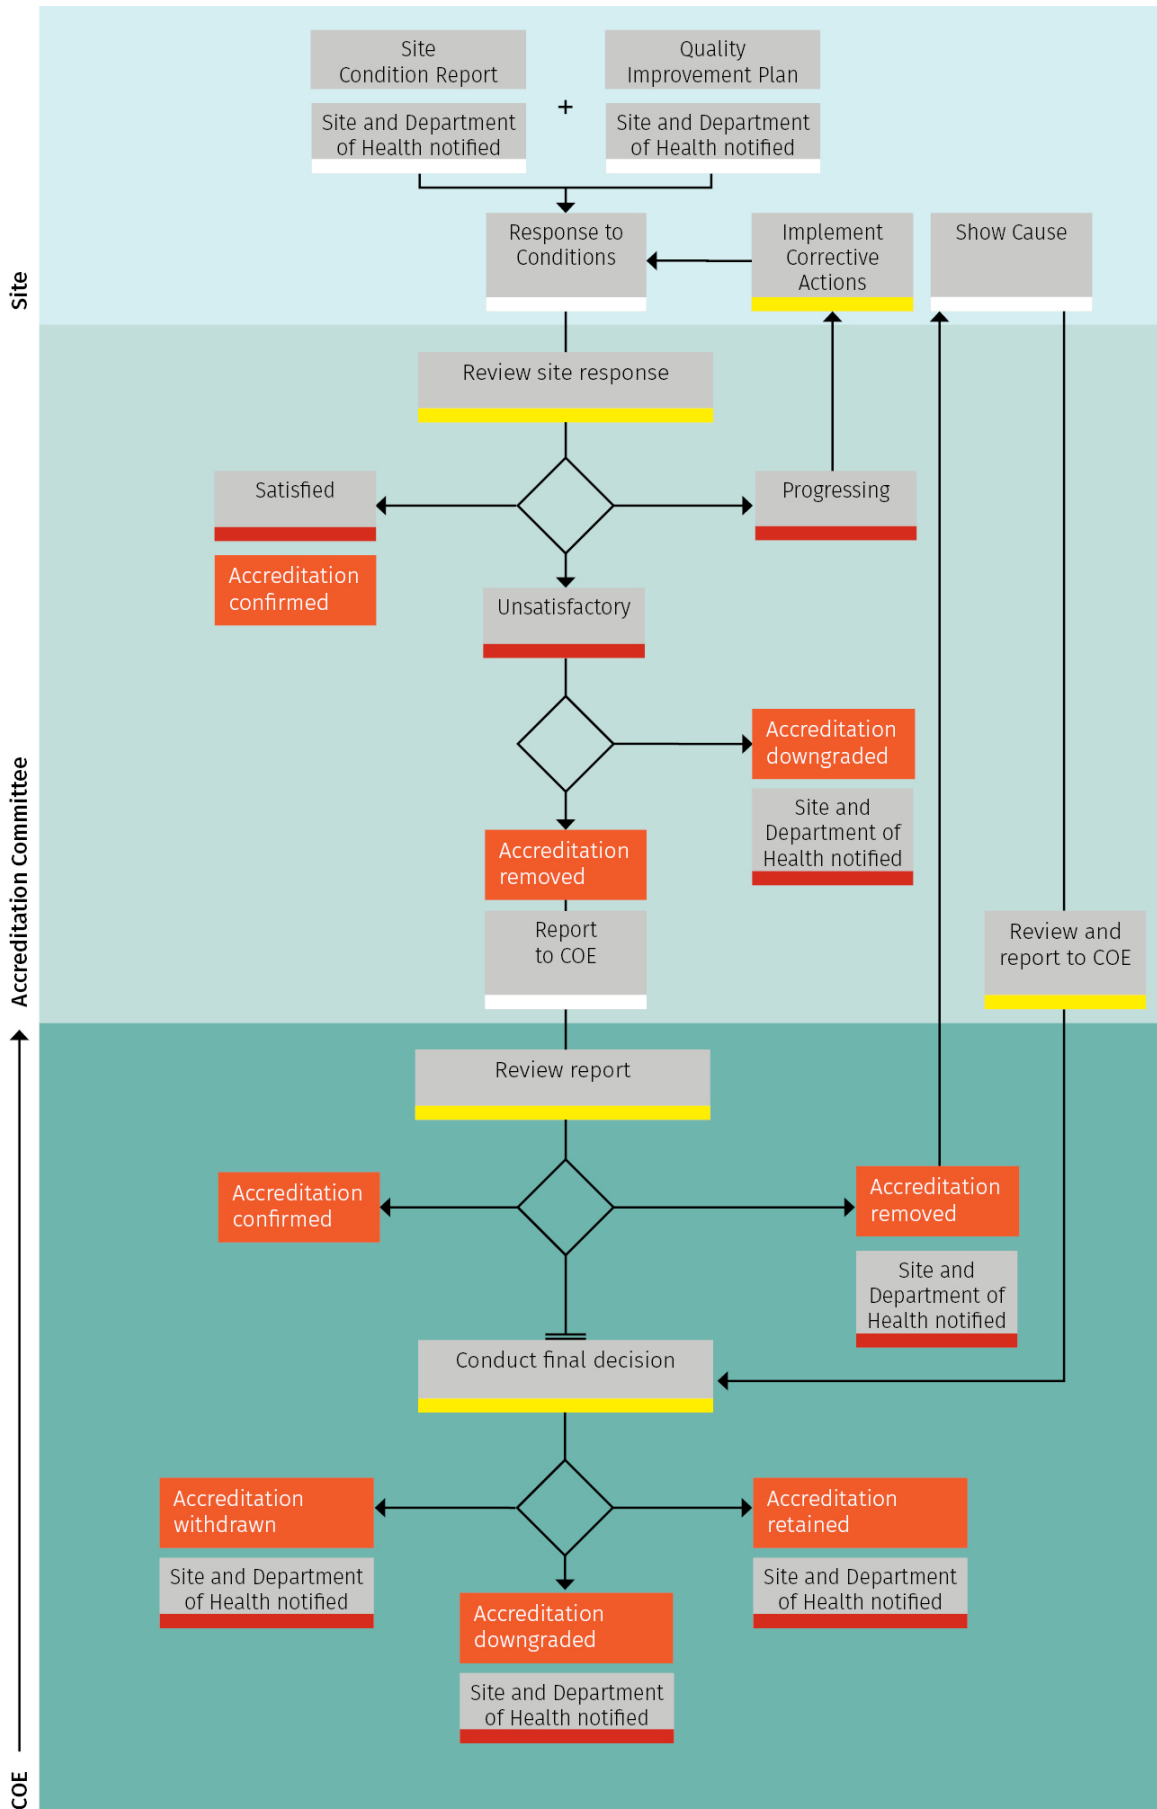 Site
Condition Report
Site and Department
of Health notified
+
Quality
Improvement Plan
Site and Department
of Health notified
Response to
Conditions
Implement
Corrective
Actions
Show Cause
Site
Review site response
Satisfied
Accreditation
confirmed
Progressing
Unsatisfactory
Accreditation
downgraded
Site and
Department of
Health notified
Accreditation
removed
Report
to COE
Review and
report to COE
Accreditation Committee
Review report
Accreditation
confirmed
Accreditation
removed
Site and
Department of
Health notified
Conduct final decision
Accreditation
withdrawn
Site and Department
of Health notified
Accreditation
downgraded
Site and Department
of Health notified
Accreditation
retained
Site and Department
of Health notified
COE